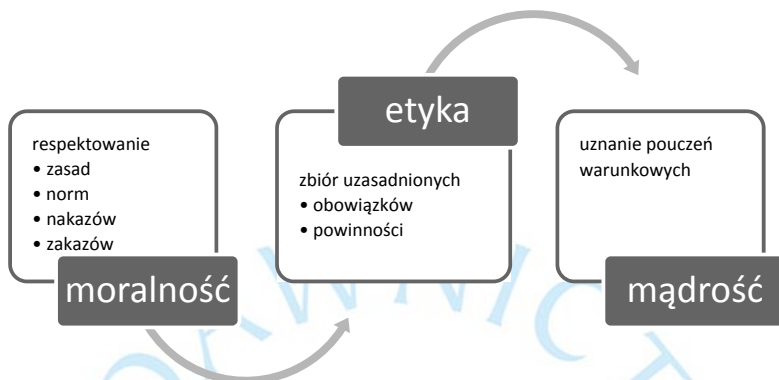 respektowanie
• zasad
• norm
• nakazów
• zakazów
moralność
etyka
zbiór uzasadnionych
• obowiązków
• powinności
uznanie pouczeń
warunkowych
mądrość